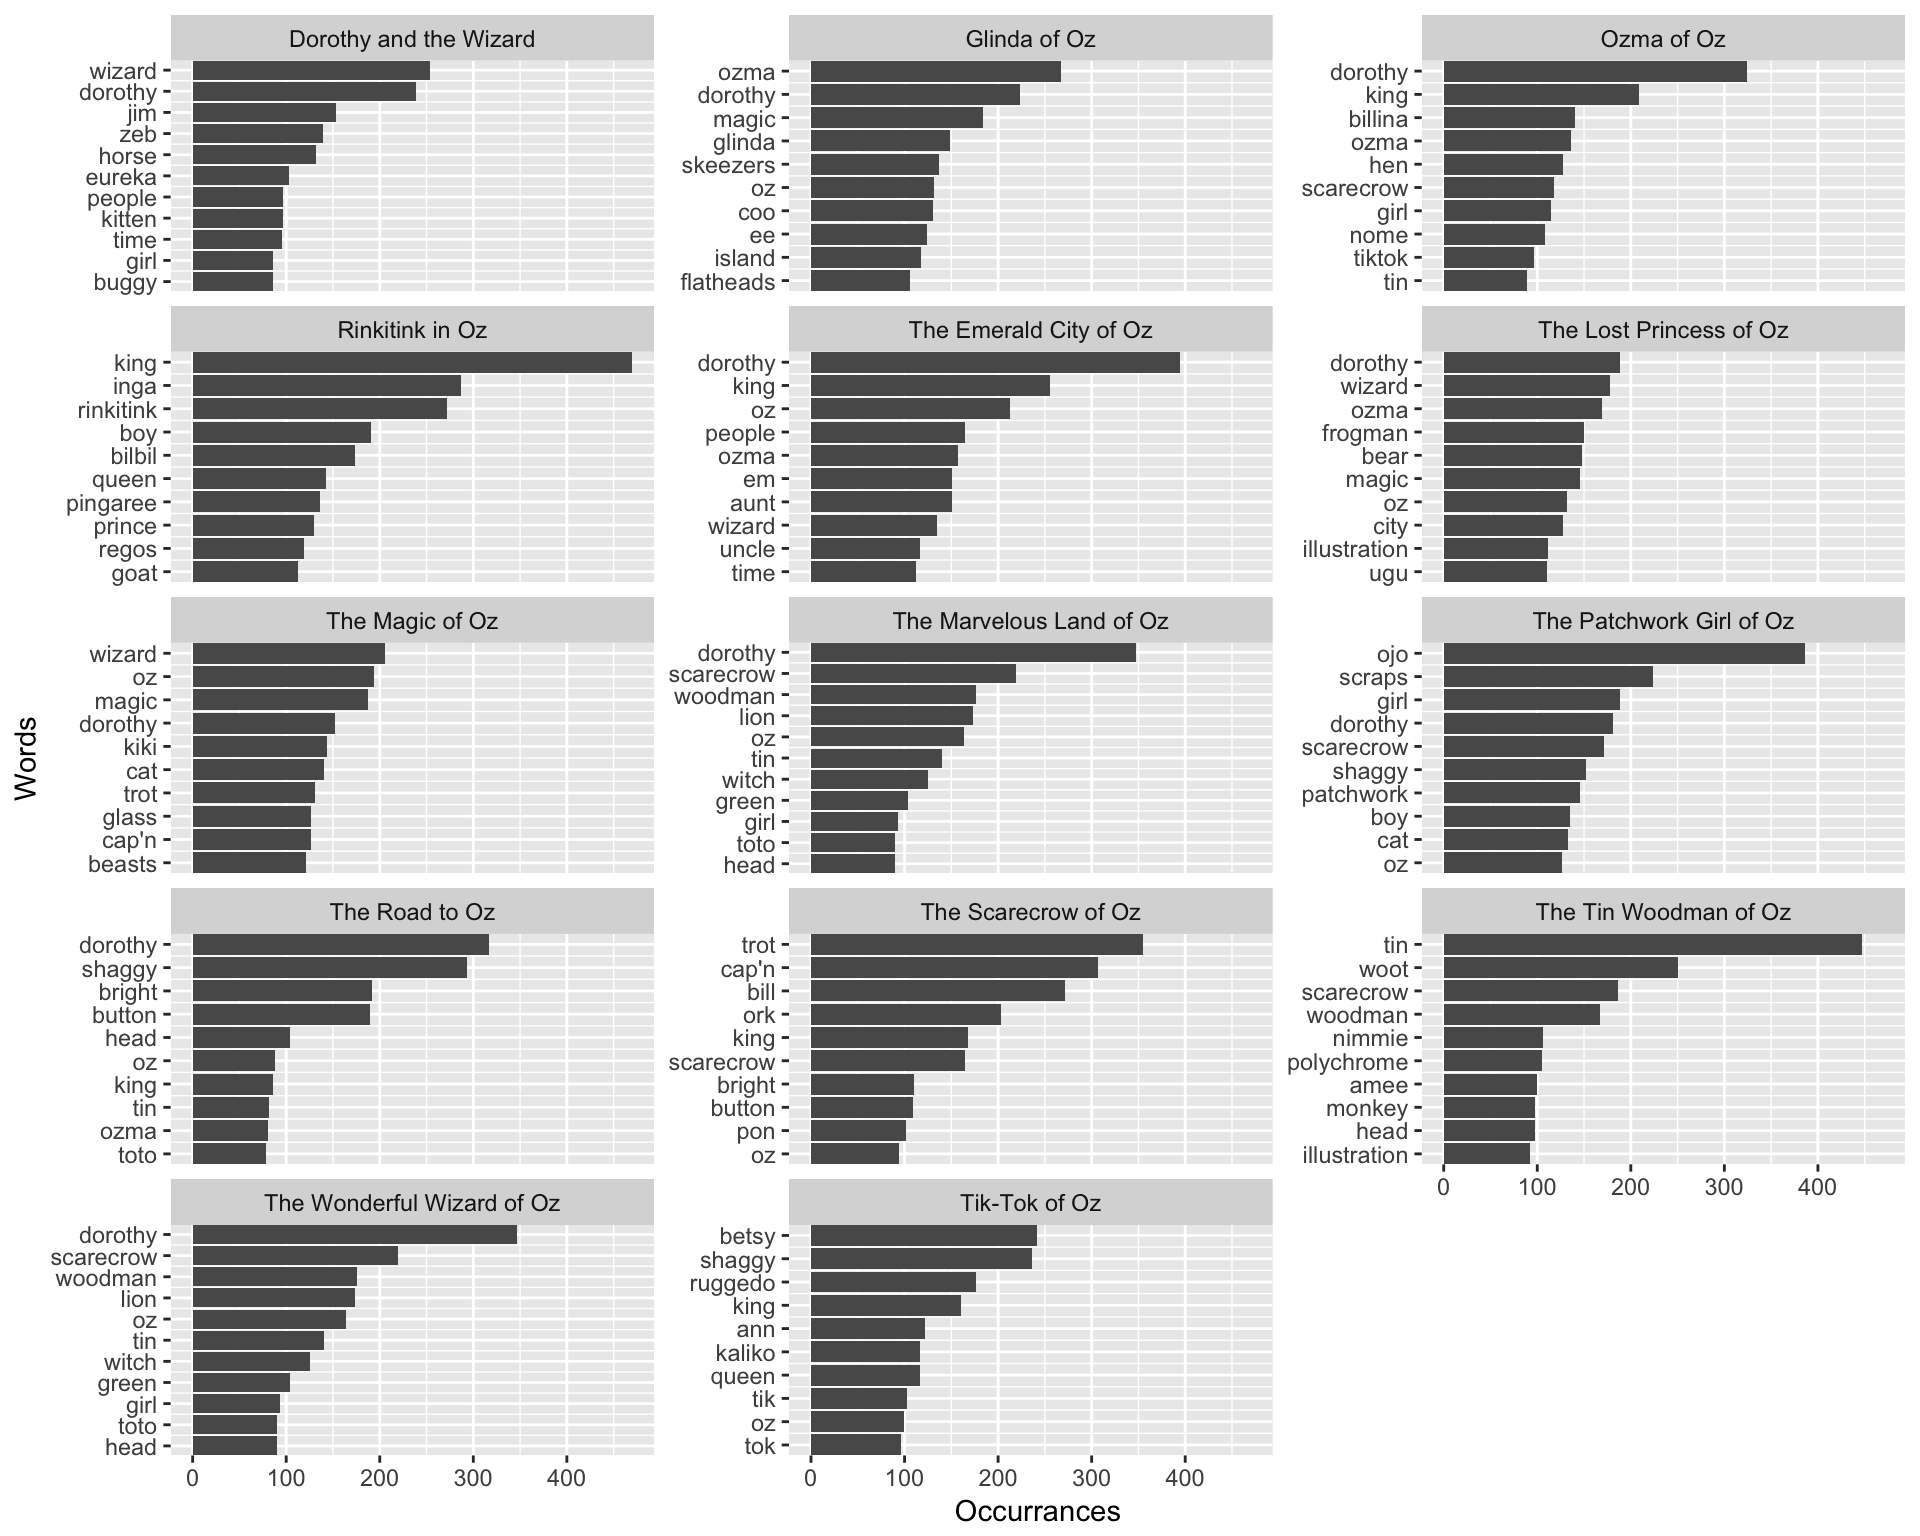 Words
Dorothy and the Wizard
wizard
dorothy
jim
zeb
horse
eureka
people
kitten
time
girl
buggy
Glinda of Oz
ozma
dorothy
magic
glinda
skeezers
oz
coo
ee
island
flatheads
Ozma of Oz
dorothy
king
billina
ozma
hen
scarecrow
girl
nome
tiktok
tin
Rinkitink in Oz
king
inga
rinkitink
boy
bilbil
queen
pingaree
prince
regos
goat
The Emerald City of Oz
dorothy
king
oz
people
ozma
em
aunt
wizard
uncle
time
The Lost Princess of Oz
dorothy
wizard
ozma
frogman
bear
magic
oz
city
illustration
ugu
The Magic of Oz
wizard
oz
magic
dorothy
kiki
cat
trot
glass
cap'n
beasts
The Marvelous Land of Oz
dorothy
scarecrow
woodman
lion
oz
tin
witch
green
girl
toto
head
The Patchwork Girl of Oz
ojo
scraps
girl
dorothy
scarecrow
shaggy
patchwork
boy
cat
oz
The Road to Oz
dorothy
shaggy
bright
button
head
oz
king
tin
ozma
toto
The Scarecrow of Oz
trot
cap'n
bill
ork
king
scarecrow
bright
button
pon
oz
The Tin Woodman of Oz
tin
woot
scarecrow
woodman
nimmie
polychrome
amee
monkey
head
illustration
0 100 200 300 400
The Wonderful Wizard of Oz
dorothy
scarecrow
woodman
lion
oz
tin
witch
green
girl
toto
head
0 100 200 300 400
Tik-Tok of Oz
betsy
shaggy
ruggedo
king
ann
kaliko
queen
tik
oz
tok
0 100 200 300 400
Occurrances